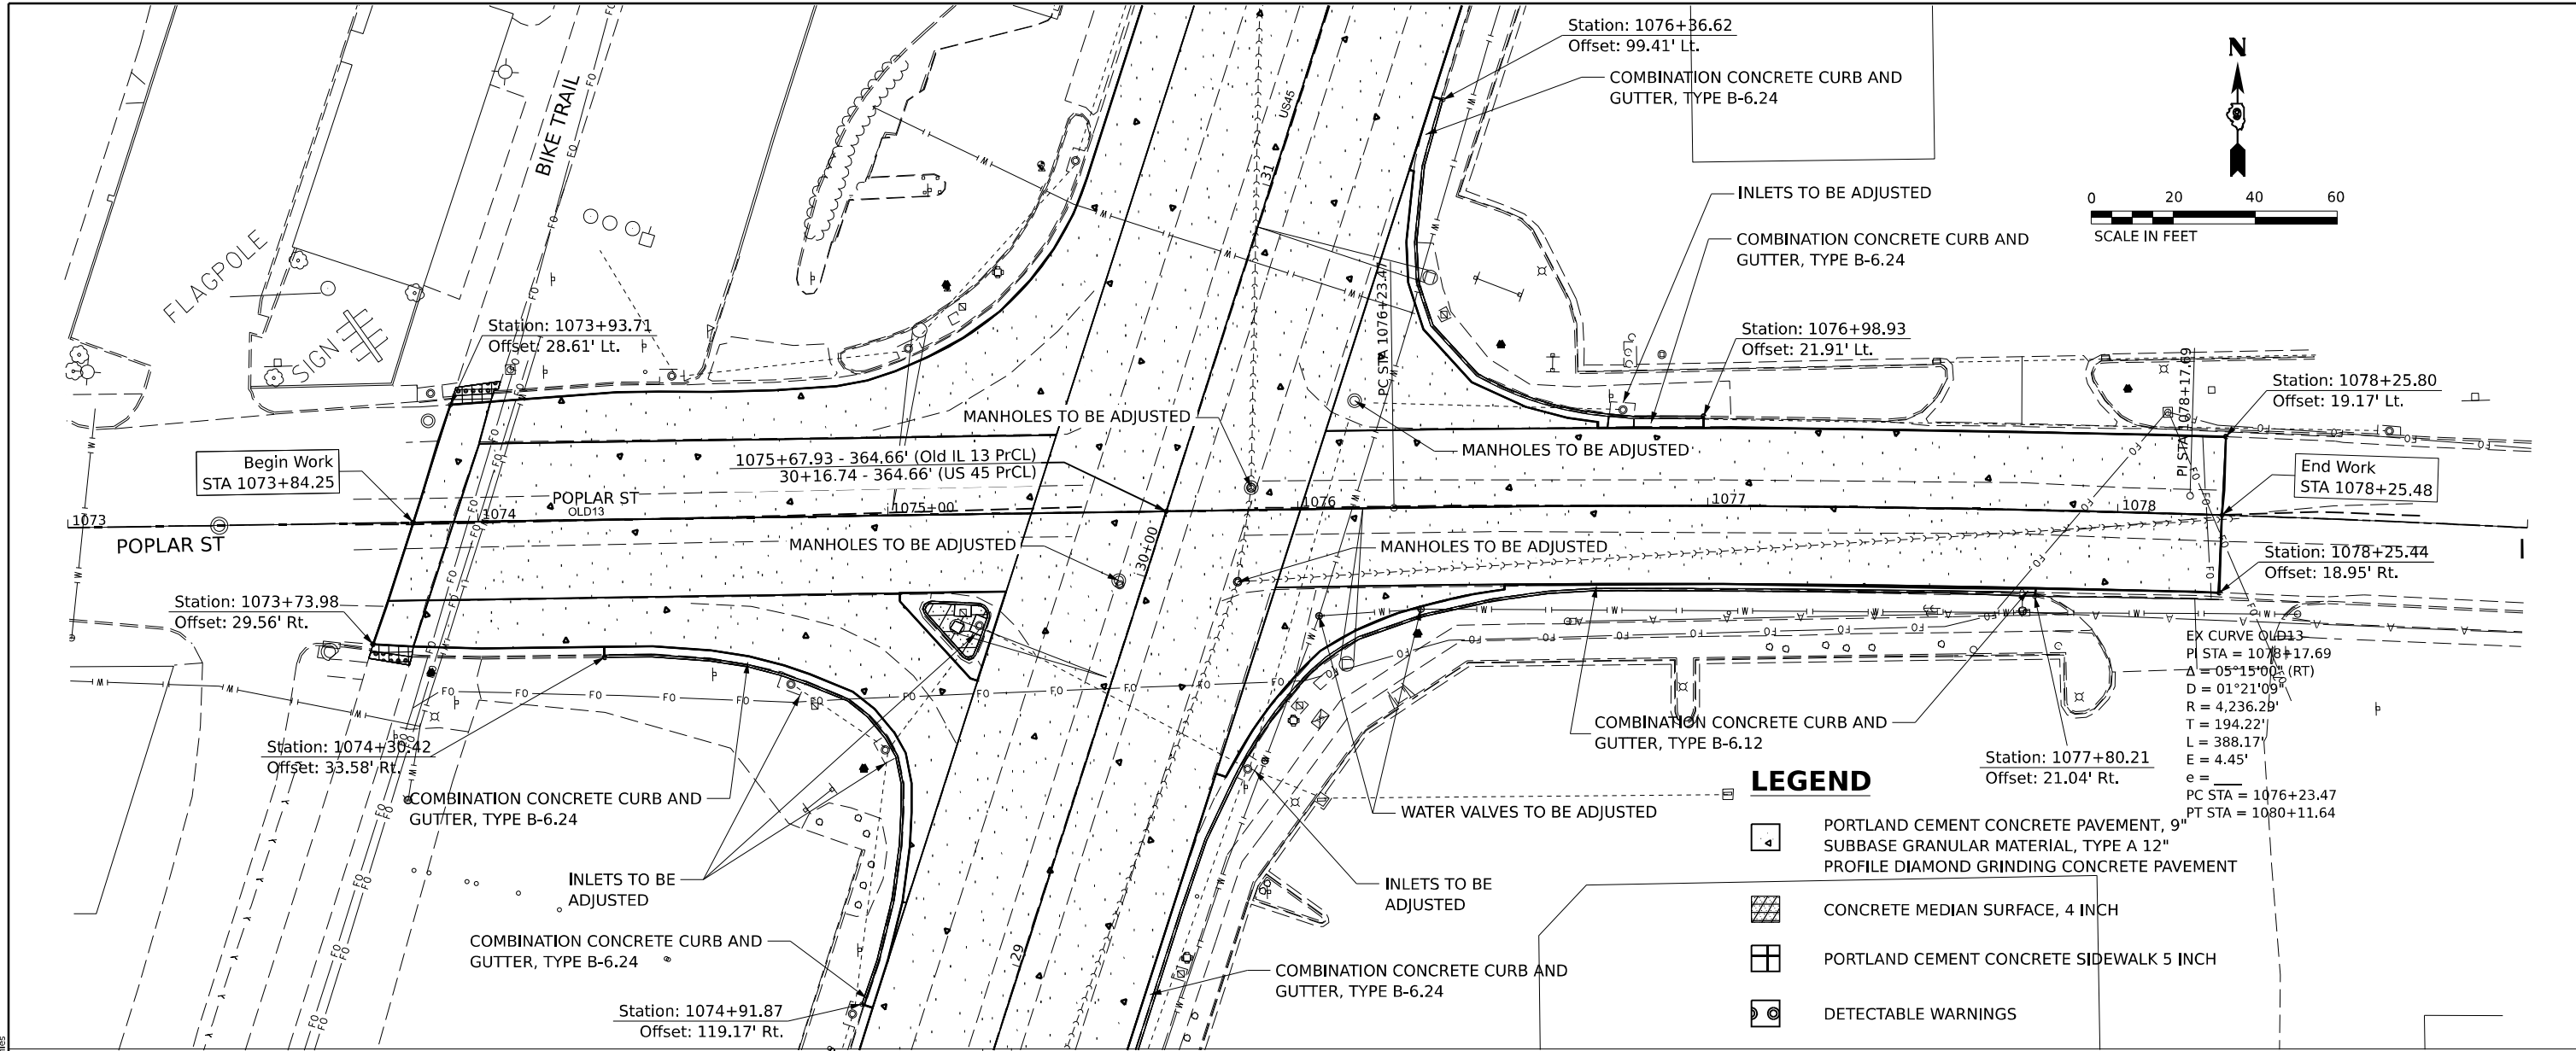 Station: 1076+36.62
Offset: 99.41' Lt.
COMBINATION CONCRETE CURB AND
GUTTER, TYPE B-6.24
N
0 20 40 60
SCALE IN FEET
BIKE TRAIL
US45
31
INLETS TO BE ADJUSTED
COMBINATION CONCRETE CURB AND
GUTTER, TYPE B-6.24
FLAGPOLE
SIGN
Station: 1073+93.71
Offset: 28.61' Lt.
PC STA 1076+23.47
Station: 1076+98.93
Offset: 21.91' Lt.
PI STA 1078+17.69
Station: 1078+25.80
Offset: 19.17' Lt.
MANHOLES TO BE ADJUSTED
MANHOLES TO BE ADJUSTED
Begin Work
STA 1073+84.25
1075+67.93 - 364.66' (Old IL 13 PrCL)
30+16.74 - 364.66' (US 45 PrCL)
End Work
STA 1078+25.48
POPLAR ST
OLD13
1073
1074
1075+00
1076
1077
1078
POPLAR ST
MANHOLES TO BE ADJUSTED
30+00
MANHOLES TO BE ADJUSTED
Station: 1078+25.44
Offset: 18.95' Rt.
Station: 1073+73.98
Offset: 29.56' Rt.
EX CURVE OLD13
PI STA = 1078+17.69
Δ = 05°15'00" (RT)
D = 01°21'09"
R = 4,236.29'
T = 194.22'
L = 388.17'
E = 4.45'
e = ____
PC STA = 1076+23.47
PT STA = 1080+11.64
Station: 1074+30.42
Offset: 33.58' Rt.
COMBINATION CONCRETE CURB AND
GUTTER, TYPE B-6.12
Station: 1077+80.21
Offset: 21.04' Rt.
COMBINATION CONCRETE CURB AND
GUTTER, TYPE B-6.24
WATER VALVES TO BE ADJUSTED
INLETS TO BE
ADJUSTED
INLETS TO BE
ADJUSTED
COMBINATION CONCRETE CURB AND
GUTTER, TYPE B-6.24
29
COMBINATION CONCRETE CURB AND
GUTTER, TYPE B-6.24
Station: 1074+91.87
Offset: 119.17' Rt.
LEGEND
PORTLAND CEMENT CONCRETE PAVEMENT, 9"
SUBBASE GRANULAR MATERIAL, TYPE A 12"
PROFILE DIAMOND GRINDING CONCRETE PAVEMENT
CONCRETE MEDIAN SURFACE, 4 INCH
PORTLAND CEMENT CONCRETE SIDEWALK 5 INCH
DETECTABLE WARNINGS